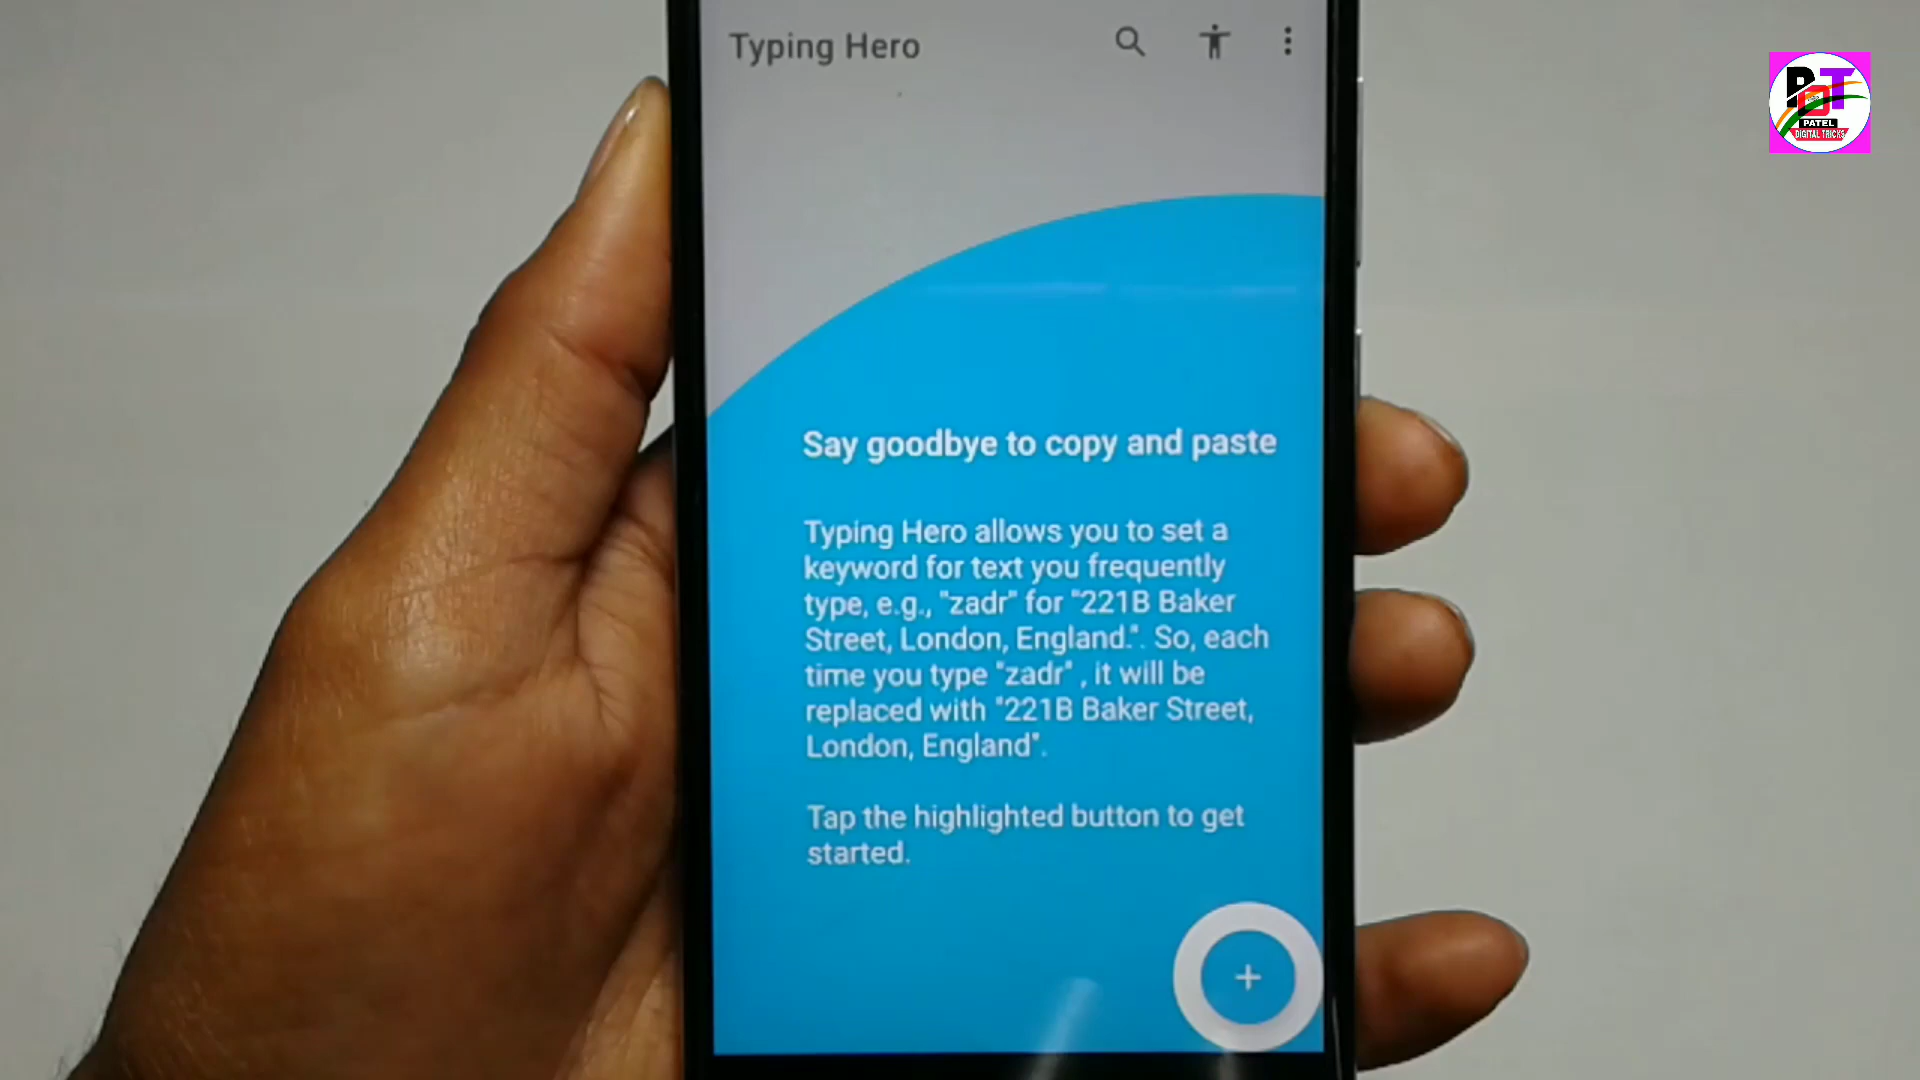 Typing Hero
Say goodbye to copy and paste
Typing Hero allows you to set a
keyword for text you frequently
type, e.g., "zadr" for "221B Baker
Street, London, England.". So, each
time you type "zadr" , it will be
replaced with "221B Baker Street,
London, England".
Tap the highlighted button to get
started.
+
PDT
PATEL
DIGITAL TRICKS